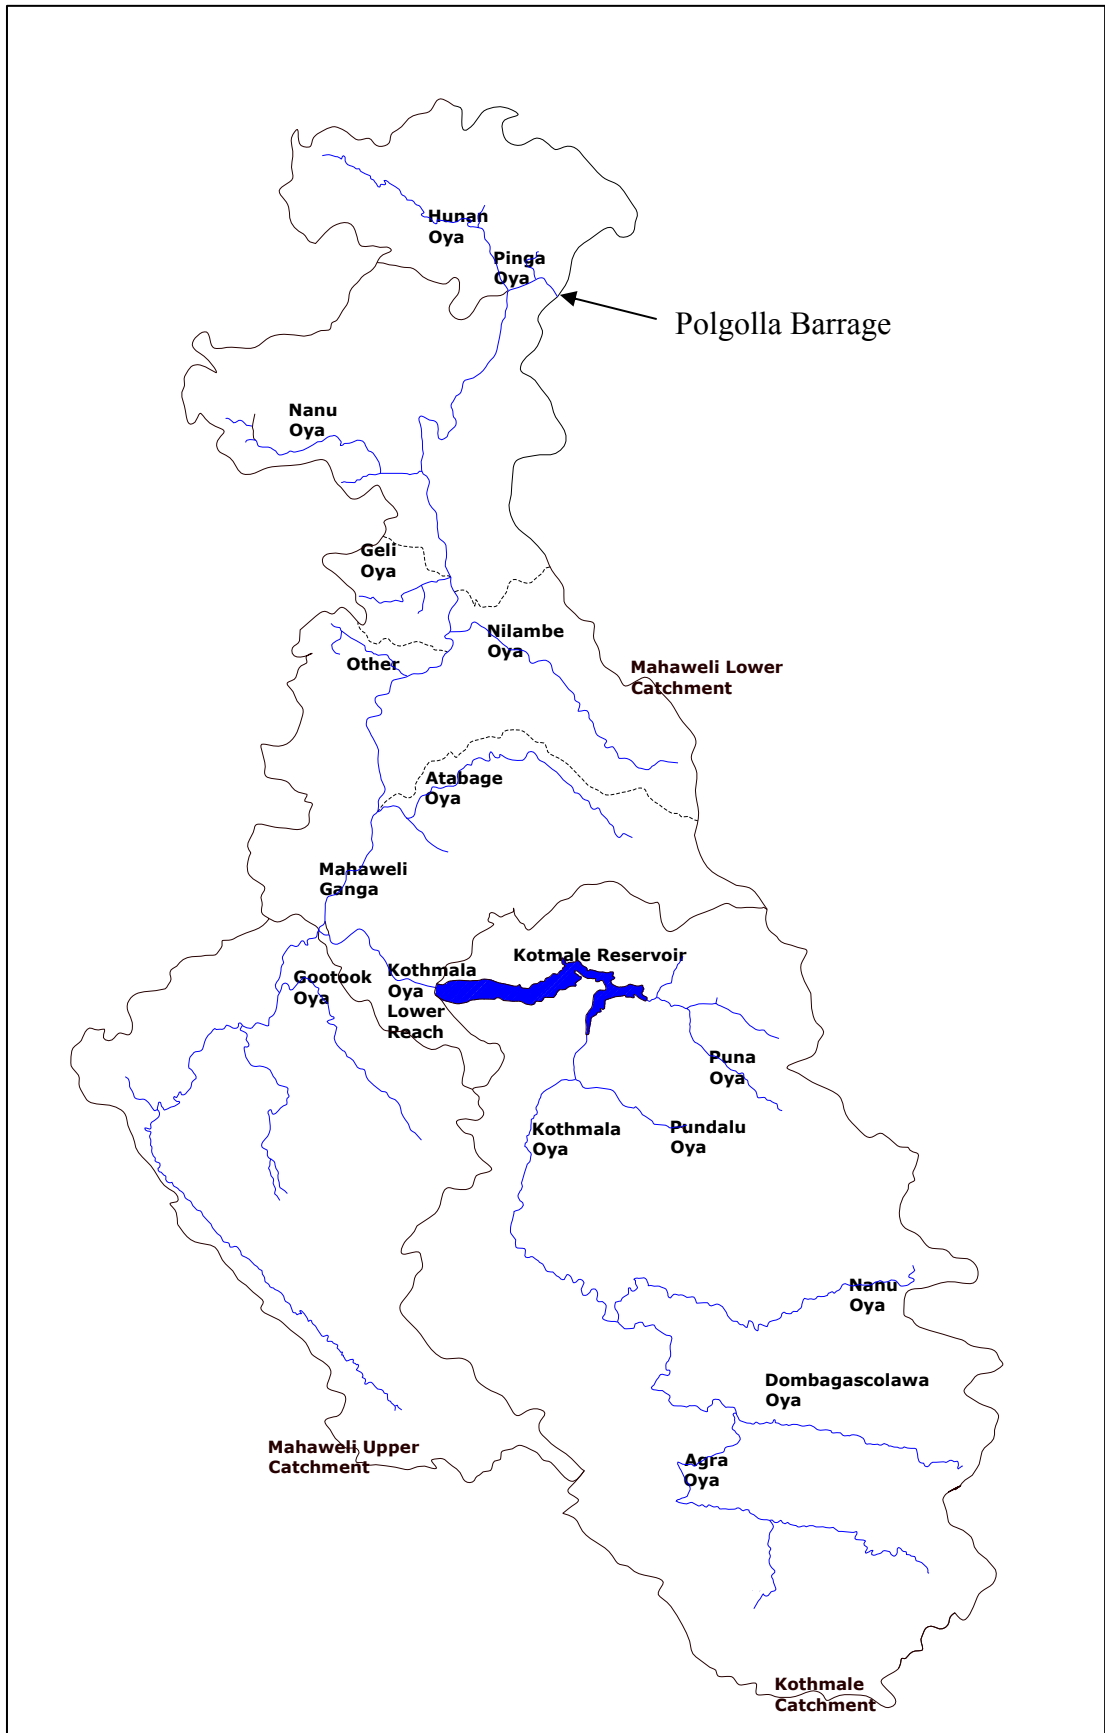 Hunan
Oya
Pinga
Oya
Polgolla Barrage
Nanu
Oya
Geli
Oya
Nilambe
Oya
Other
Mahaweli Lower
Catchment
Atabage
Oya
Mahaweli
Ganga
Kotmale Reservoir
Gootook
Oya
Kothmala
Oya
Lower
Reach
Puna
Oya
Kothmala
Oya
Pundalu
Oya
Nanu
Oya
Dombagascolawa
Oya
Mahaweli Upper
Catchment
Agra
Oya
Kothmale
Catchment